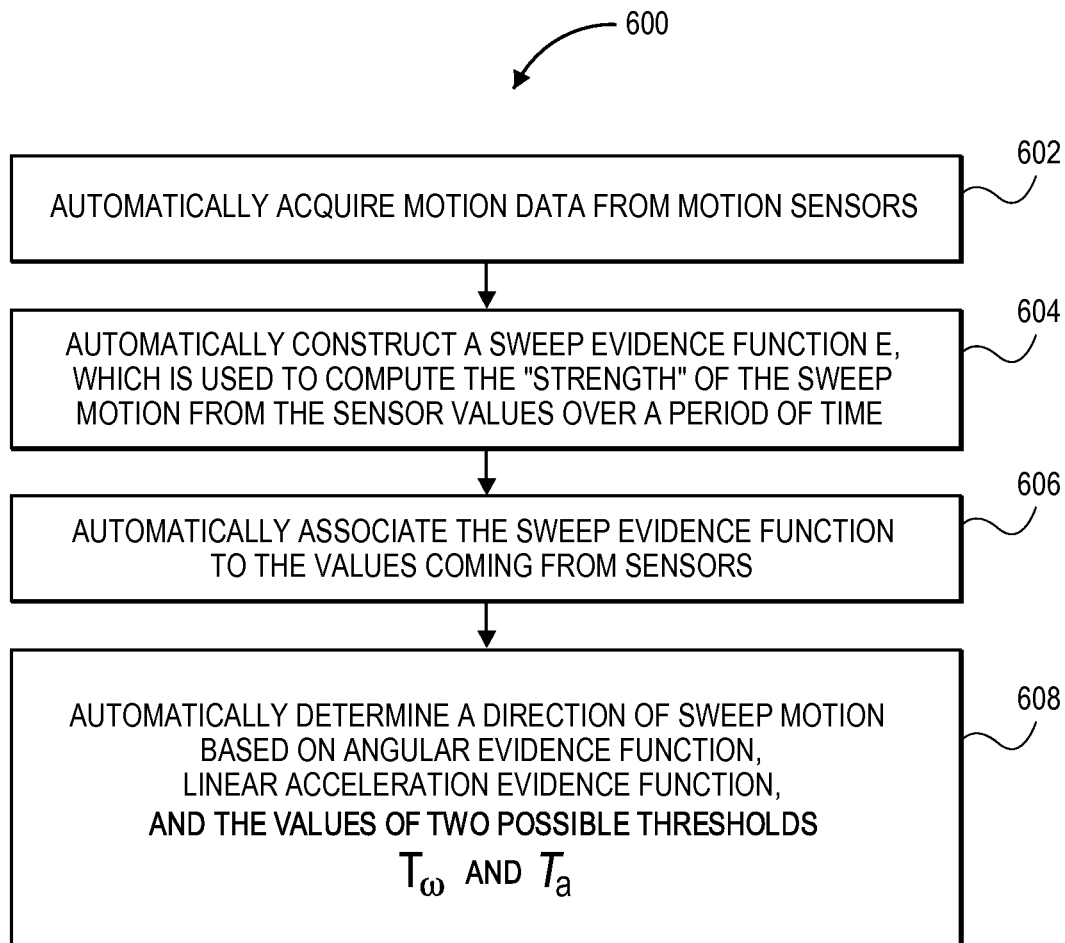 600
602
AUTOMATICALLY ACQUIRE MOTION DATA FROM MOTION SENSORS
604
AUTOMATICALLY CONSTRUCT A SWEEP EVIDENCE FUNCTION E,
WHICH IS USED TO COMPUTE THE "STRENGTH" OF THE SWEEP
MOTION FROM THE SENSOR VALUES OVER A PERIOD OF TIME
606
AUTOMATICALLY ASSOCIATE THE SWEEP EVIDENCE FUNCTION
TO THE VALUES COMING FROM SENSORS
608
AUTOMATICALLY DETERMINE A DIRECTION OF SWEEP MOTION
BASED ON ANGULAR EVIDENCE FUNCTION,
LINEAR ACCELERATION EVIDENCE FUNCTION,
AND THE VALUES OF TWO POSSIBLE THRESHOLDS
Tω AND Ta